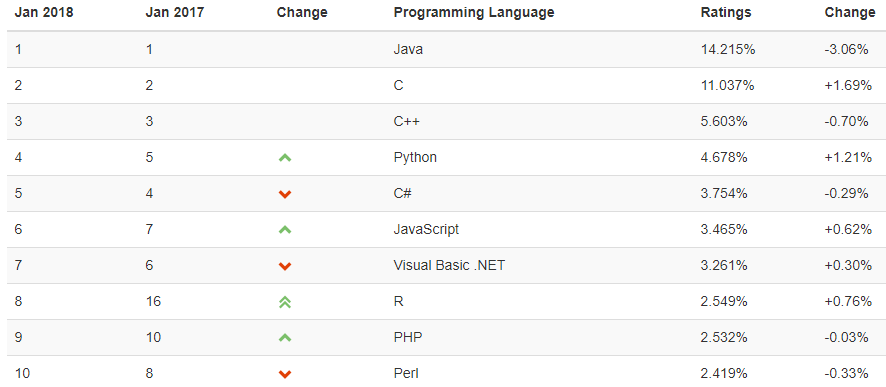 Jan 2018 Jan 2017 Change Programming Language Ratings Change
1 1 Java 14.215% -3.06%
2 2 C 11.037% +1.69%
3 3 C++ 5.603% -0.70%
4 5 Python 4.678% +1.21%
5 4 C# 3.754% -0.29%
6 7 JavaScript 3.465% +0.62%
7 6 Visual Basic .NET 3.261% +0.30%
8 16 R 2.549% +0.76%
9 10 PHP 2.532% -0.03%
10 8 Perl 2.419% -0.33%